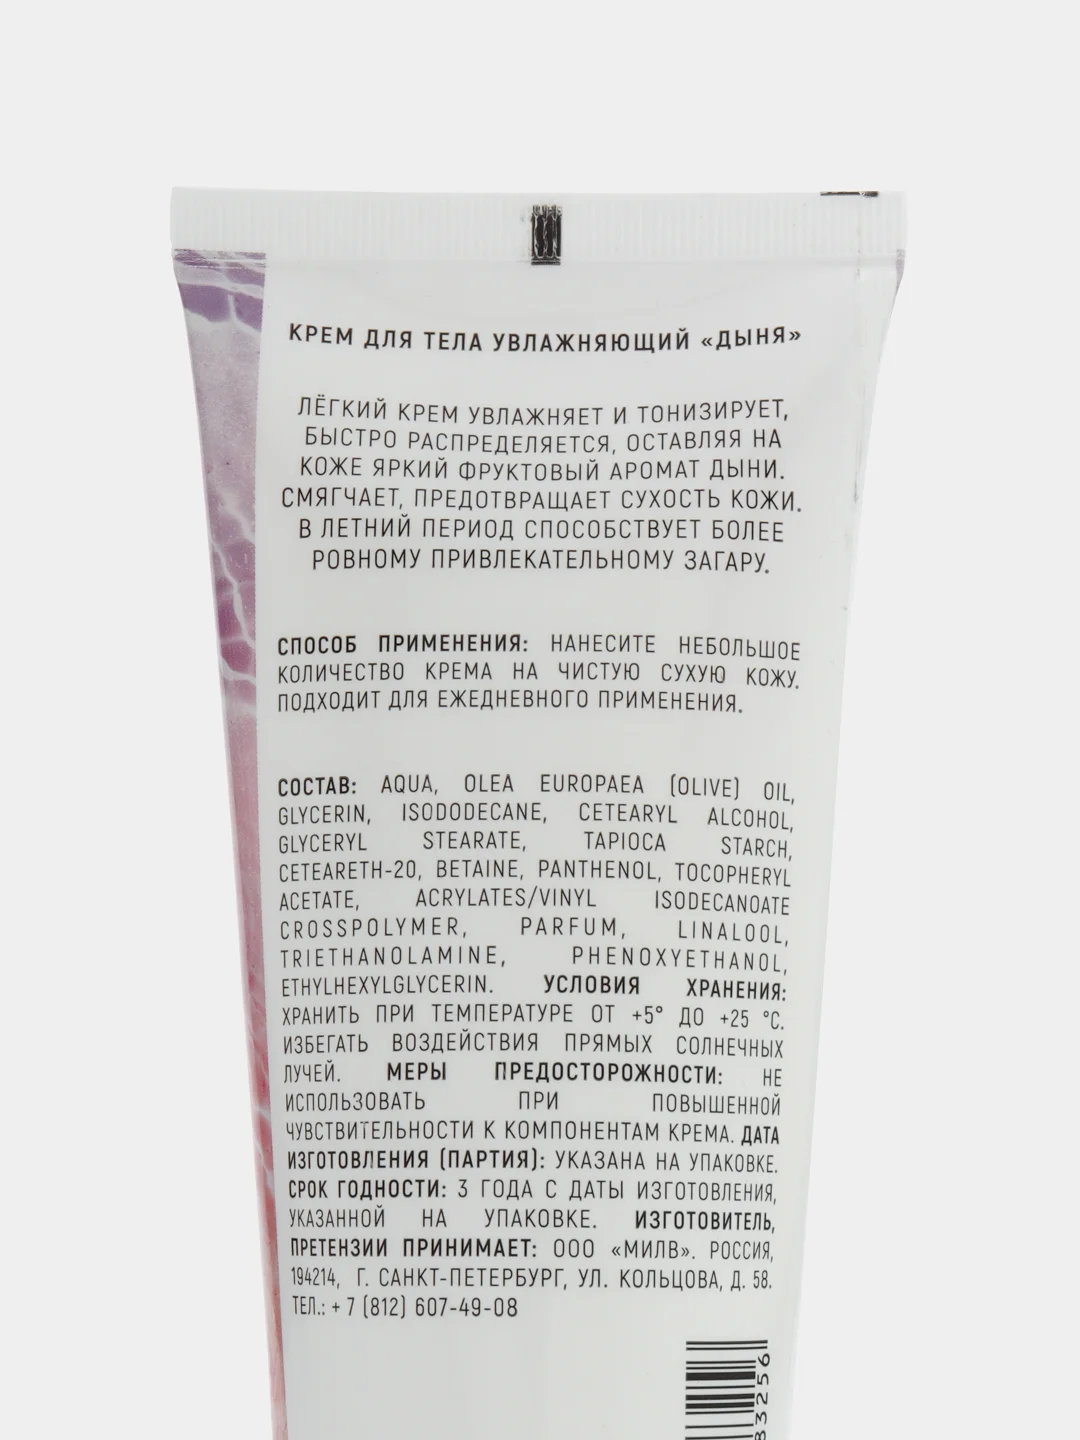 КРЕМ ДЛЯ ТЕЛА УВЛАЖНЯЮЩИЙ «ДЫНЯ»
ЛЁГКИЙ КРЕМ УВЛАЖНЯЕТ И ТОНИЗИРУЕТ,
БЫСТРО РАСПРЕДЕЛЯЕТСЯ, ОСТАВЛЯЯ НА
КОЖЕ ЯРКИЙ ФРУКТОВЫЙ АРОМАТ ДЫНИ.
СМЯГЧАЕТ, ПРЕДОТВРАЩАЕТ СУХОСТЬ КОЖИ.
В ЛЕТНИЙ ПЕРИОД СПОСОБСТВУЕТ БОЛЕЕ
РОВНОМУ ПРИВЛЕКАТЕЛЬНОМУ ЗАГАРУ.
СПОСОБ ПРИМЕНЕНИЯ: НАНЕСИТЕ НЕБОЛЬШОЕ
КОЛИЧЕСТВО КРЕМА НА ЧИСТУЮ СУХУЮ КОЖУ.
ПОДХОДИТ ДЛЯ ЕЖЕДНЕВНОГО ПРИМЕНЕНИЯ.
СОСТАВ: AQUA, OLEA EUROPAEA (OLIVE) OIL,
GLYCERIN, ISODODECANE, CETEARYL ALCOHOL,
GLYCERYL STEARATE, TAPIOCA STARCH,
CETEARETH-20, BETAINE, PANTHENOL, TOCOPHERYL
ACETATE, ACRYLATES/VINYL ISODECANOATE
CROSSPOLYMER, PARFUM, LINALOOL,
TRIETHANOLAMINE, PHENOXYETHANOL,
ETHYLHEXYLGLYCERIN. УСЛОВИЯ ХРАНЕНИЯ:
ХРАНИТЬ ПРИ ТЕМПЕРАТУРЕ ОТ +5° ДО +25 °C.
ИЗБЕГАТЬ ВОЗДЕЙСТВИЯ ПРЯМЫХ СОЛНЕЧНЫХ
ЛУЧЕЙ. МЕРЫ ПРЕДОСТОРОЖНОСТИ: НЕ
ИСПОЛЬЗОВАТЬ ПРИ ПОВЫШЕННОЙ
ЧУВСТВИТЕЛЬНОСТИ К КОМПОНЕНТАМ КРЕМА. ДАТА
ИЗГОТОВЛЕНИЯ (ПАРТИЯ): УКАЗАНА НА УПАКОВКЕ.
СРОК ГОДНОСТИ: 3 ГОДА С ДАТЫ ИЗГОТОВЛЕНИЯ,
УКАЗАННОЙ НА УПАКОВКЕ. ИЗГОТОВИТЕЛЬ,
ПРЕТЕНЗИИ ПРИНИМАЕТ: ООО «МИЛВ». РОССИЯ,
194214, Г. САНКТ-ПЕТЕРБУРГ, УЛ. КОЛЬЦОВА, Д. 58.
ТЕЛ.: + 7 (812) 607-49-08
83256